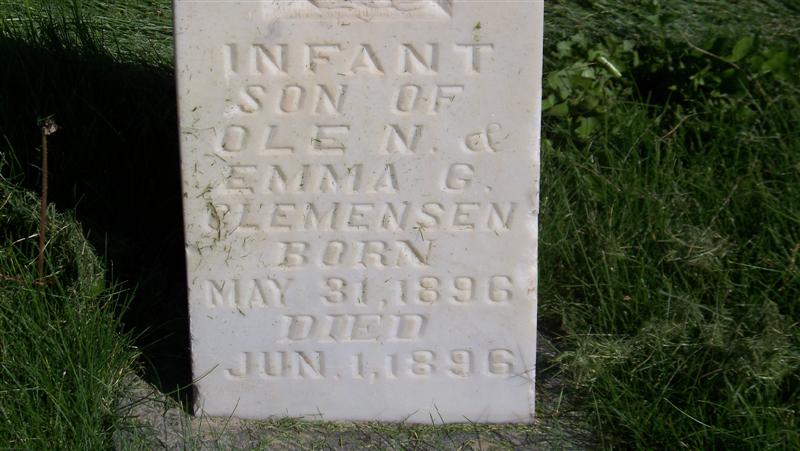 INFANT
SON OF
OLE N. &
EMMA G.
CLEMENSEN
BORN
MAY 31, 1896
DIED
JUN. 1, 1896